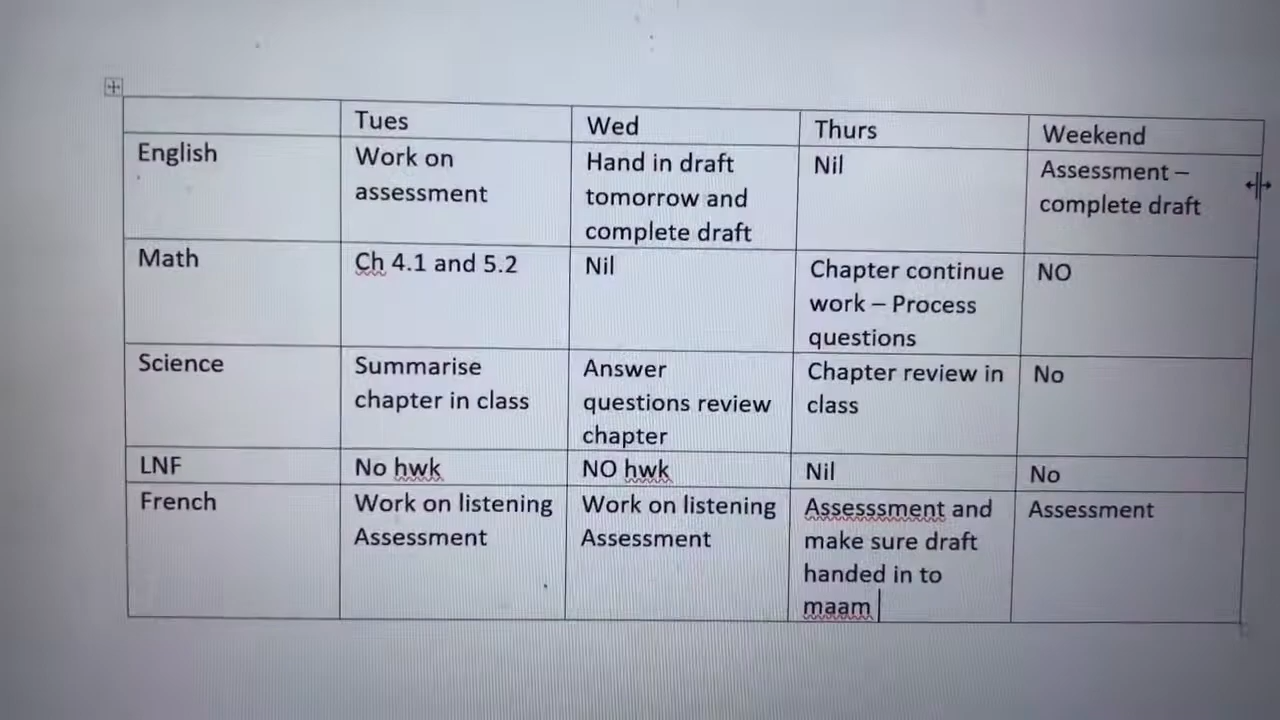 Tues Wed Thurs Weekend
English Work on Hand in draft Nil Assessment –
assessment tomorrow and complete draft
complete draft
Math Ch 4.1 and 5.2 Nil Chapter continue NO
work – Process
questions
Science Summarise Answer Chapter review in No
chapter in class questions review class
chapter
LNF No hwk NO hwk Nil No
French Work on listening Work on listening Assesssment and Assessment
Assessment Assessment make sure draft
handed in to
maam